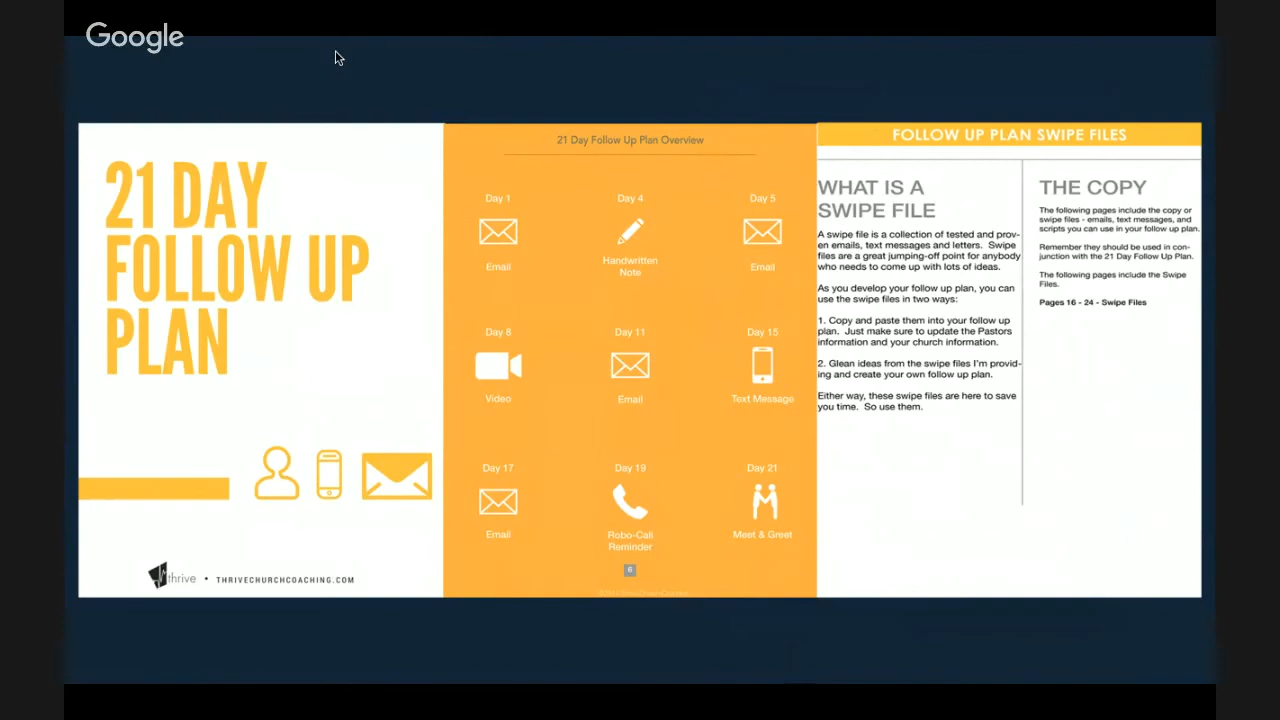 Google
21 DAY
FOLLOW UP
PLAN
thrive • THRIVECHURCHCOACHING.COM
21 Day Follow Up Plan Overview
Day 1
Email
Day 4
Handwritten
Note
Day 5
Email
Day 8
Video
Day 11
Email
Day 15
Text Message
Day 17
Email
Day 19
Robo-Call
Reminder
Day 21
Meet & Greet
6
FOLLOW UP PLAN SWIPE FILES
WHAT IS A
SWIPE FILE
A swipe file is a collection of tested and prov-
en emails, text messages and letters. Swipe
files are a great jumping-off point for anybody
who needs to come up with lots of ideas.
As you develop your follow up plan, you can
use the swipe files in two ways:
1. Copy and paste them into your follow up
plan. Just make sure to update the Pastors
information and your church information.
2. Glean ideas from the swipe files I'm provid-
ing and create your own follow up plan.
Either way, these swipe files are here to save
you time. So use them.
THE COPY
The following pages include the copy or
swipe files - emails, text messages, and
scripts you can use in your follow up plan.
Remember they should be used in con-
junction with the 21 Day Follow Up Plan.
The following pages include the Swipe
Files.
Pages 16 - 24 - Swipe Files